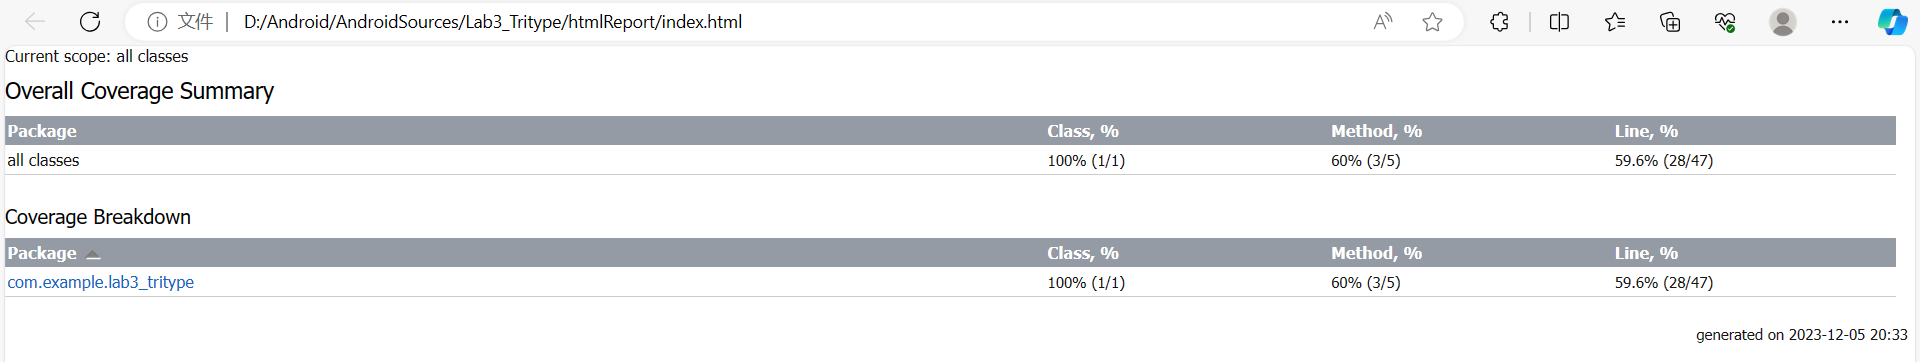 文件 | D:/Android/AndroidSources/Lab3_Tritype/htmlReport/index.html
Current scope: all classes
Overall Coverage Summary
Package Class, % Method, % Line, %
all classes 100% (1/1) 60% (3/5) 59.6% (28/47)
Coverage Breakdown
Package Class, % Method, % Line, %
com.example.lab3_tritype 100% (1/1) 60% (3/5) 59.6% (28/47)
generated on 2023-12-05 20:33